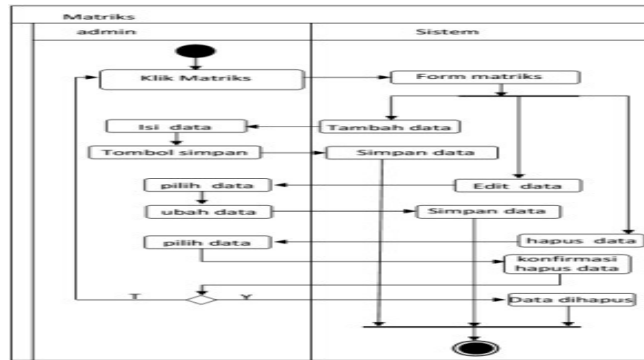 Matriks
admin
Sistem
Klik Matriks
Form matriks
Isi data
Tambah data
Tombol simpan
Simpan data
pilih data
Edit data
ubah data
Simpan data
pilih data
hapus data
konfirmasi
hapus data
T
Y
Data dihapus